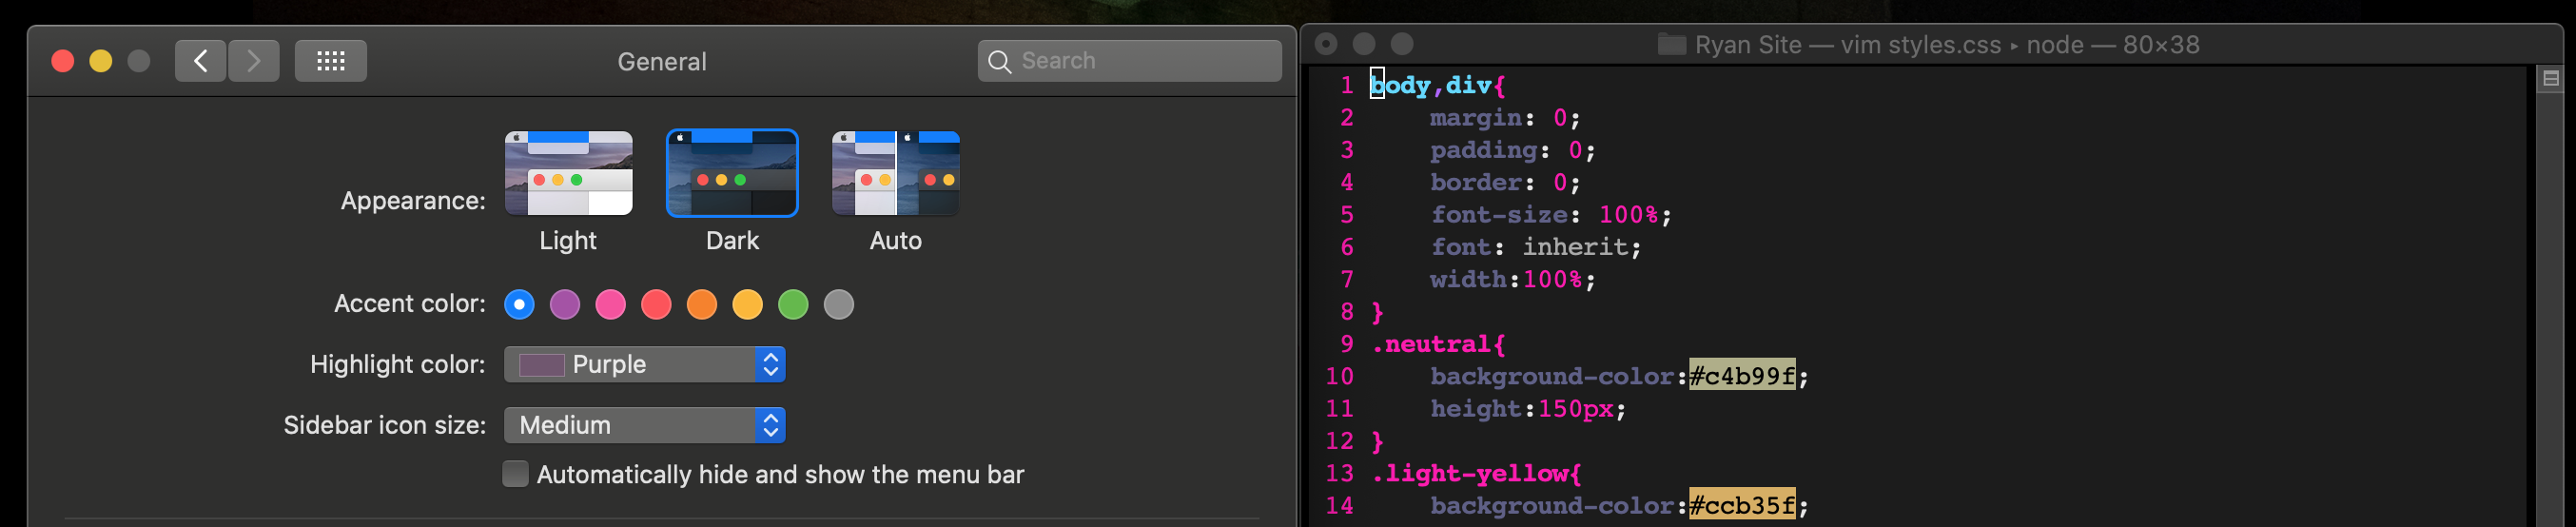 General
Search
Appearance:
Light
Dark
Auto
Accent color:
Highlight color:
Purple
Sidebar icon size:
Medium
Automatically hide and show the menu bar
Ryan Site — vim styles.css ▸ node — 80×38
1 body,div{
2     margin: 0;
3     padding: 0;
4     border: 0;
5     font-size: 100%;
6     font: inherit;
7     width:100%;
8 }
9 .neutral{
10     background-color:#c4b99f;
11     height:150px;
12 }
13 .light-yellow{
14     background-color:#ccb35f;